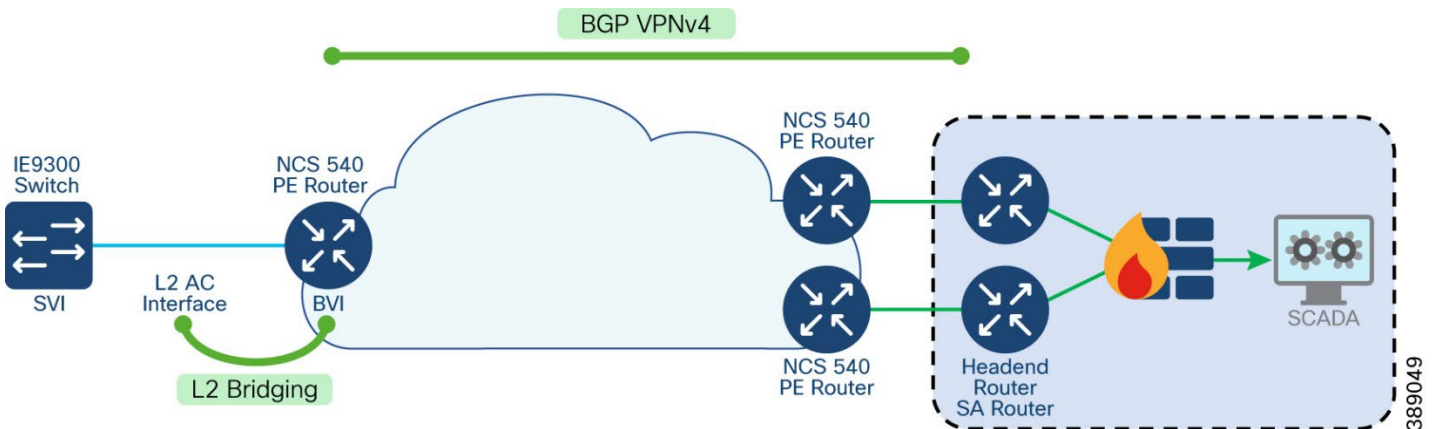 BGP VPNv4
IE9300
Switch
SVI
L2 AC
Interface
L2 Bridging
NCS 540
PE Router
BVI
NCS 540
PE Router
NCS 540
PE Router
Headend
Router
SA Router
SCADA
389049